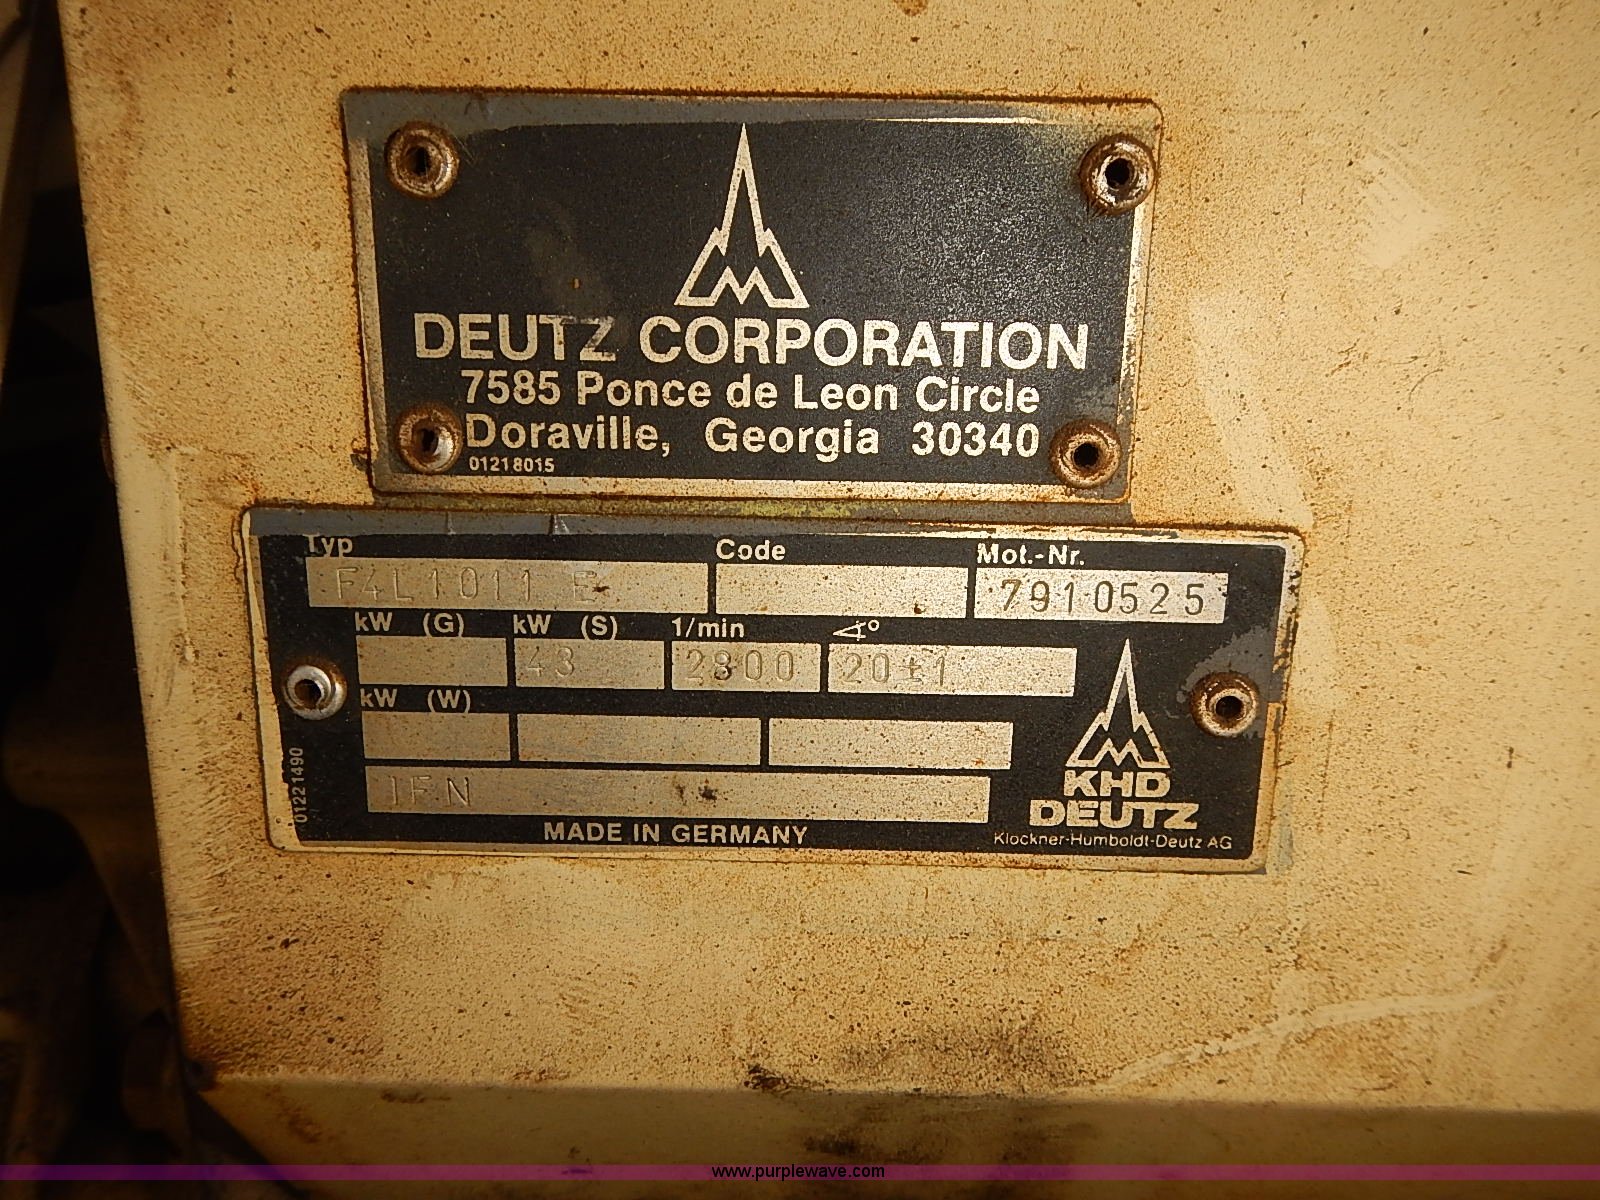 DEUTZ CORPORATION
7585 Ponce de Leon Circle
Doraville, Georgia 30340
01218015
Typ Code Mot.-Nr.
F4L1011 E 7910525
kW (G) kW (S) 1/min ∢°
43 2800 20±1
kW (W)
IFN
01221490
KHD
DEUTZ
MADE IN GERMANY
Klockner-Humboldt-Deutz AG
www.purplewave.com